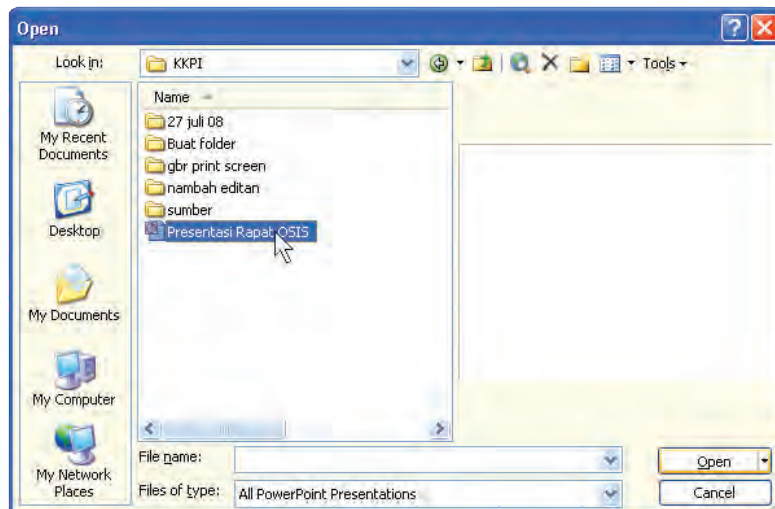 Open
Look in:
KKPI
Tools
My Recent
Documents
Desktop
My Documents
My Computer
My Network
Places
Name
27 juli 08
Buat folder
gbr print screen
nambah editan
sumber
Presentasi Rapat OSIS
File name:
Open
Files of type:
All PowerPoint Presentations
Cancel